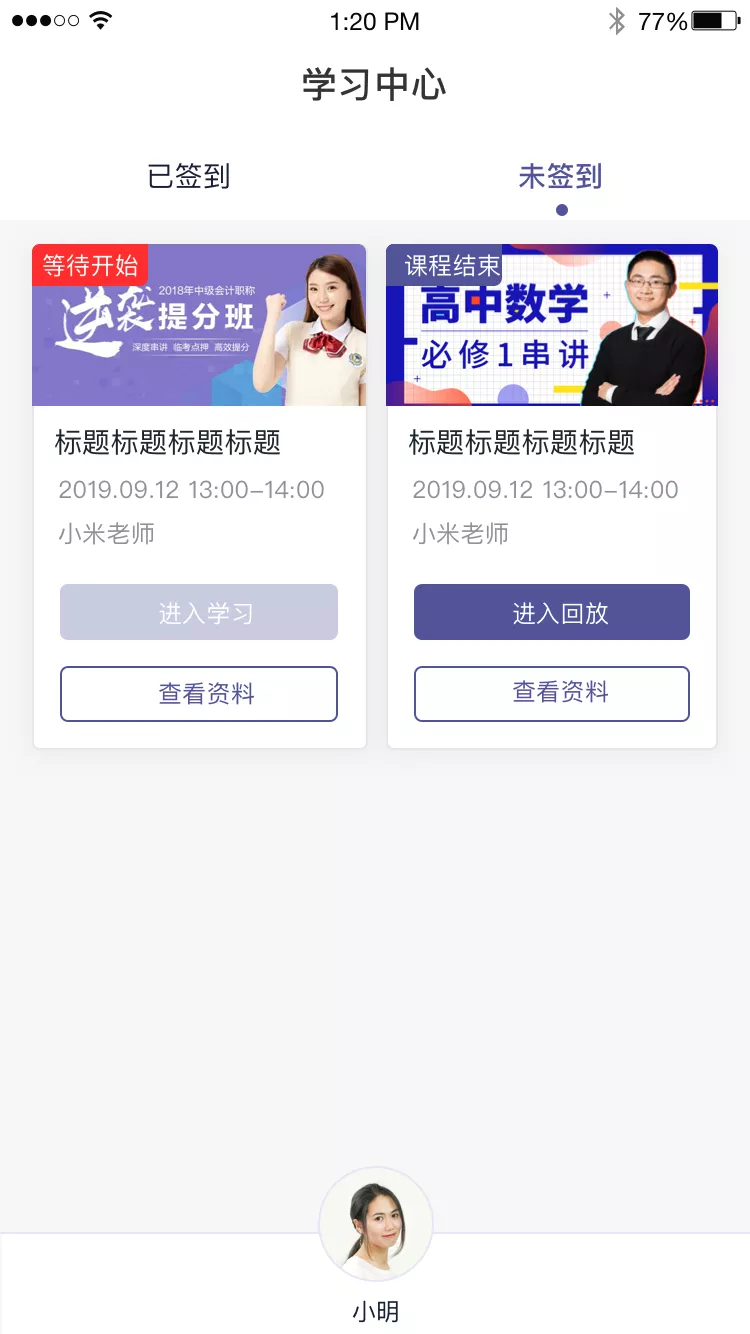 1:20 PM
77%
学习中心
已签到
未签到
等待开始
2018年中级会计职称
逆袭提分班
深度串讲 临考点押 高效提分
标题标题标题标题
2019.09.12 13:00-14:00
小米老师
进入学习
查看资料
课程结束
高中数学
必修1串讲
标题标题标题标题
2019.09.12 13:00-14:00
小米老师
进入回放
查看资料
小明